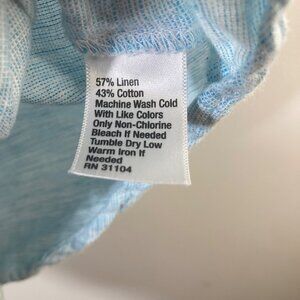 57% Linen
43% Cotton
Machine Wash Cold
With Like Colors
Only Non-Chlorine
Bleach If Needed
Tumble Dry Low
Warm Iron If
Needed
RN 31104